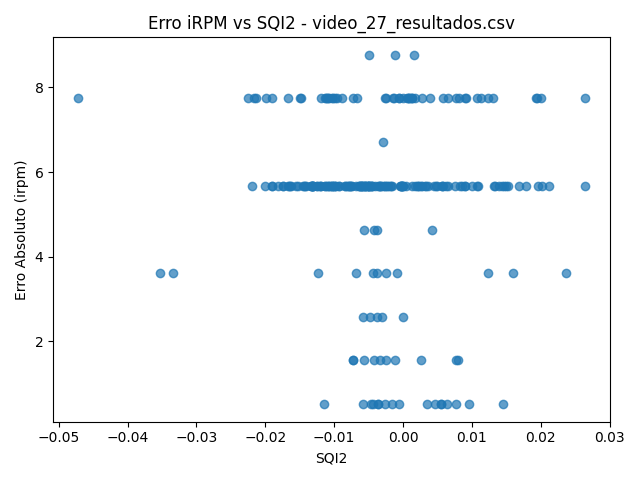 Erro iRPM vs SQI2 - video_27_resultados.csv
Erro Absoluto (irpm)
8
6
4
2
−0.05 −0.04 −0.03 −0.02 −0.01 0.00 0.01 0.02 0.03
SQI2